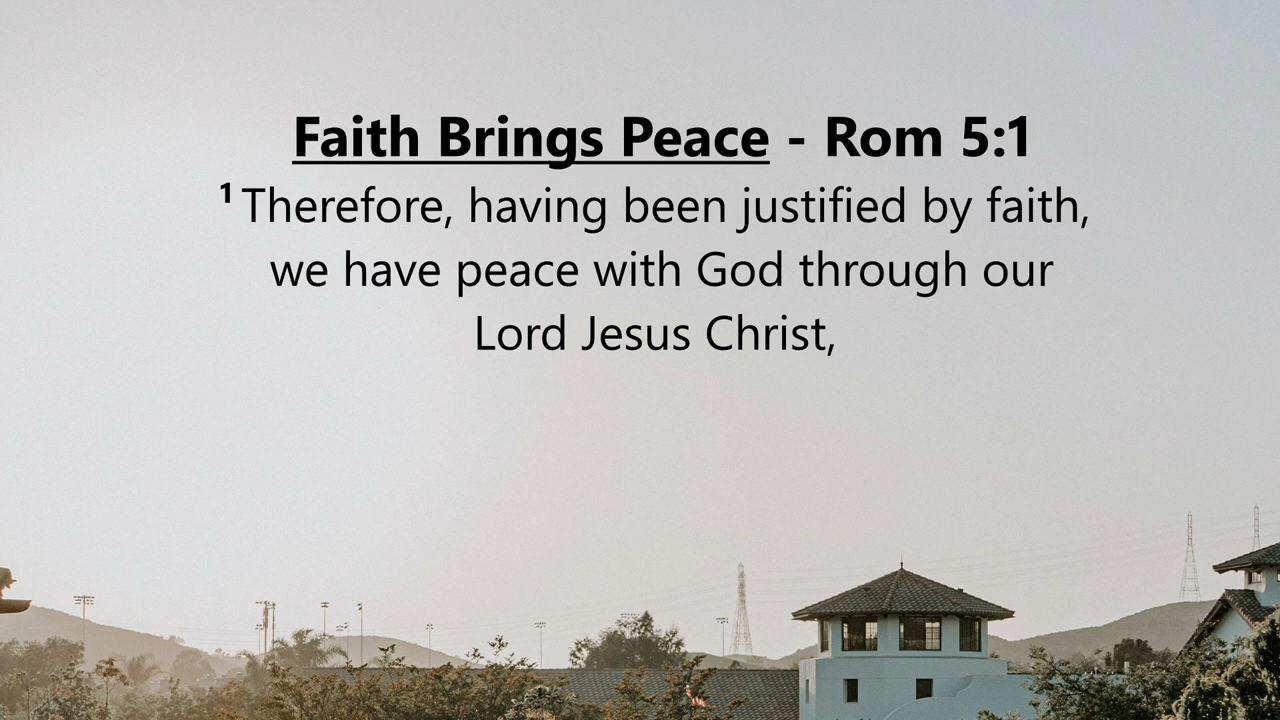 Faith Brings Peace - Rom 5:1
¹ Therefore, having been justified by faith,
we have peace with God through our
Lord Jesus Christ,